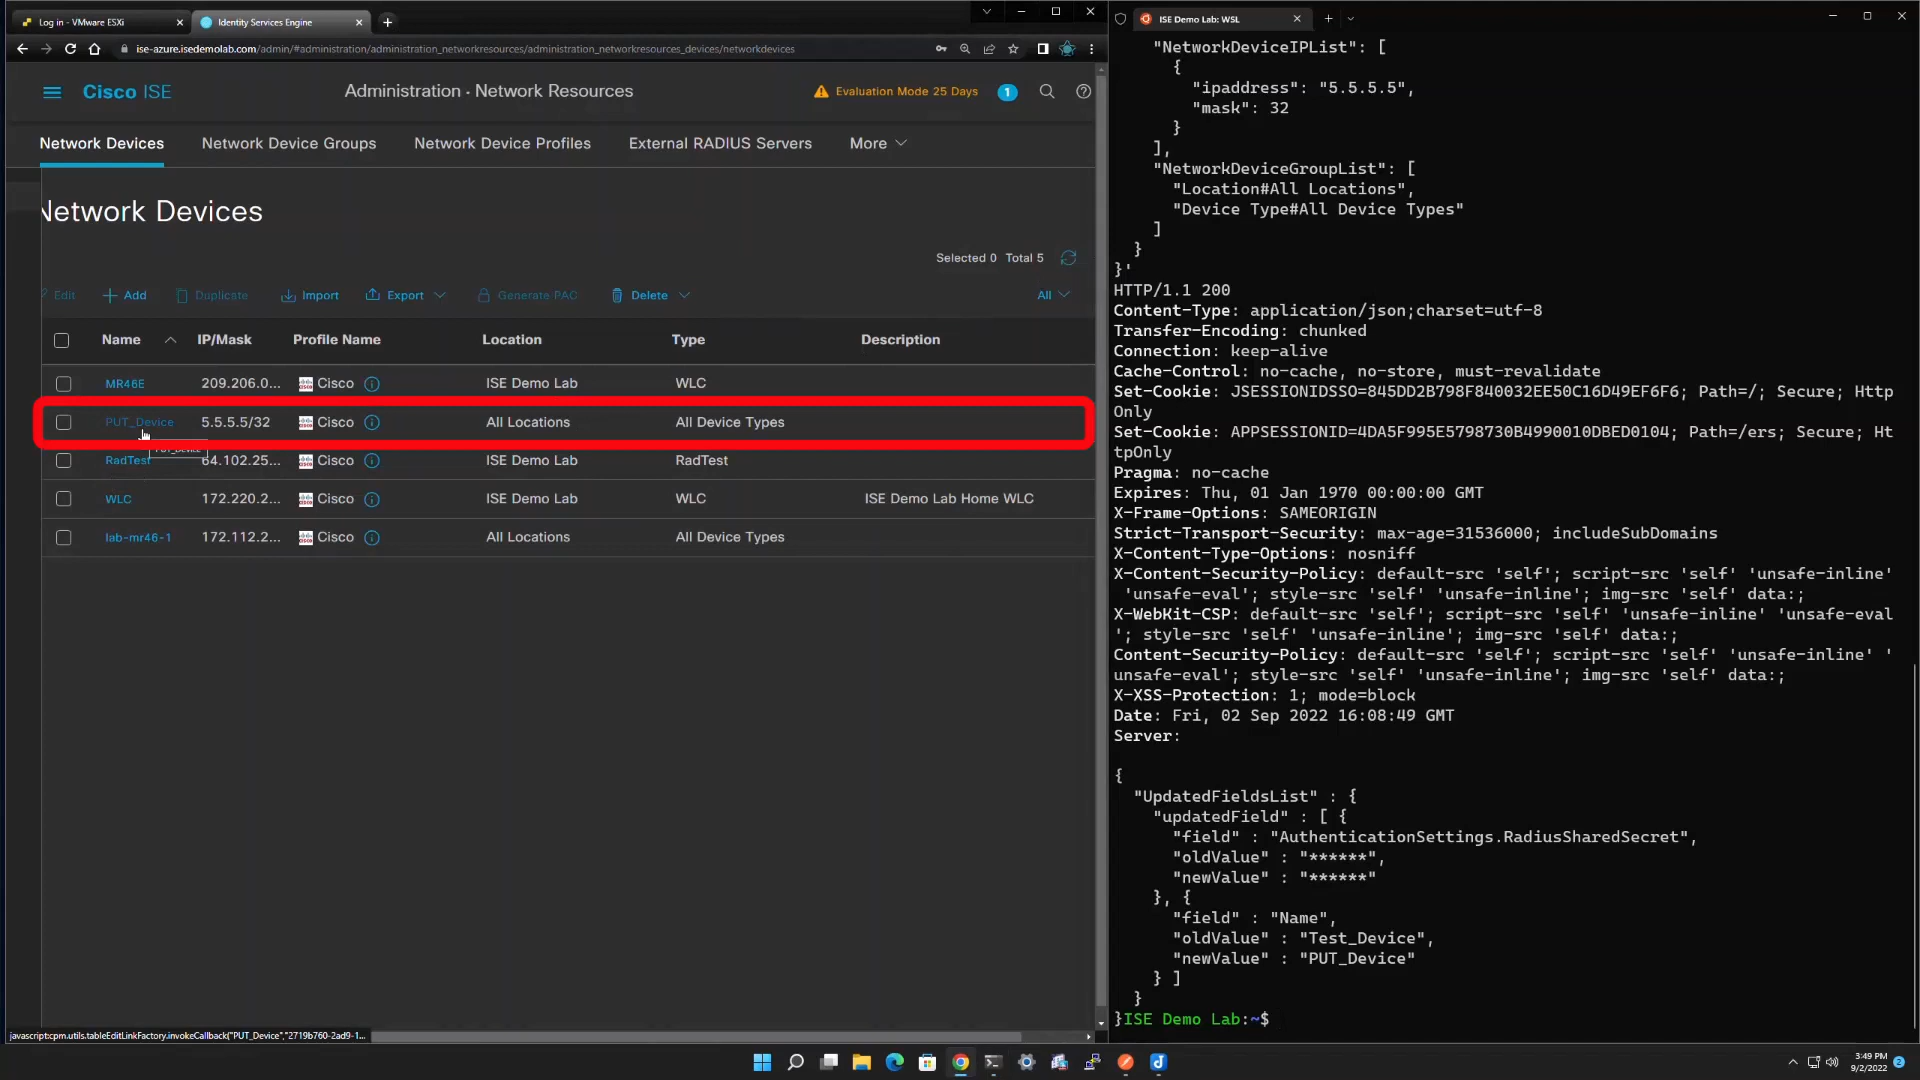 Log in - VMware ESXi
Identity Services Engine
ise-azure.isedemolab.com/admin/#administration/administration_networkresources/administration_networkresources_devices/networkdevices
Cisco ISE
Administration · Network Resources
Evaluation Mode 25 Days
1
Network Devices
Network Device Groups
Network Device Profiles
External RADIUS Servers
More
Network Devices
Selected 0 Total 5
Edit
Add
Duplicate
Import
Export
Generate PAC
Delete
All
Name IP/Mask Profile Name Location Type Description
MR46E 209.206.0... Cisco ISE Demo Lab WLC
PUT_Device 5.5.5.5/32 Cisco All Locations All Device Types
PUT_Device
RadTest 64.102.25... Cisco ISE Demo Lab RadTest
WLC 172.220.2... Cisco ISE Demo Lab WLC ISE Demo Lab Home WLC
lab-mr46-1 172.112.2... Cisco All Locations All Device Types
javascript:cpm.utils.tableEditLinkFactory.invokeCallback("PUT_Device","2719b760-2ad9-1...
ISE Demo Lab: WSL
"NetworkDeviceIPList": [
{
"ipaddress": "5.5.5.5",
"mask": 32
}
],
"NetworkDeviceGroupList": [
"Location#All Locations",
"Device Type#All Device Types"
]
}
}'
HTTP/1.1 200
Content-Type: application/json;charset=utf-8
Transfer-Encoding: chunked
Connection: keep-alive
Cache-Control: no-cache, no-store, must-revalidate
Set-Cookie: JSESSIONIDSSO=845DD2B798F840032EE50C16D49EF6F6; Path=/; Secure; Http
Only
Set-Cookie: APPSESSIONID=4DA5F995E5798730B4990010DBED0104; Path=/ers; Secure; Ht
tpOnly
Pragma: no-cache
Expires: Thu, 01 Jan 1970 00:00:00 GMT
X-Frame-Options: SAMEORIGIN
Strict-Transport-Security: max-age=31536000; includeSubDomains
X-Content-Type-Options: nosniff
X-Content-Security-Policy: default-src 'self'; script-src 'self' 'unsafe-inline'
'unsafe-eval'; style-src 'self' 'unsafe-inline'; img-src 'self' data:;
X-WebKit-CSP: default-src 'self'; script-src 'self' 'unsafe-inline' 'unsafe-eval
'; style-src 'self' 'unsafe-inline'; img-src 'self' data:;
Content-Security-Policy: default-src 'self'; script-src 'self' 'unsafe-inline' '
unsafe-eval'; style-src 'self' 'unsafe-inline'; img-src 'self' data:;
X-XSS-Protection: 1; mode=block
Date: Fri, 02 Sep 2022 16:08:49 GMT
Server:
{
"UpdatedFieldsList" : {
"updatedField" : [ {
"field" : "AuthenticationSettings.RadiusSharedSecret",
"oldValue" : "******",
"newValue" : "******"
}, {
"field" : "Name",
"oldValue" : "Test_Device",
"newValue" : "PUT_Device"
} ]
}
}ISE Demo Lab:~$
3:49 PM
9/2/2022
2